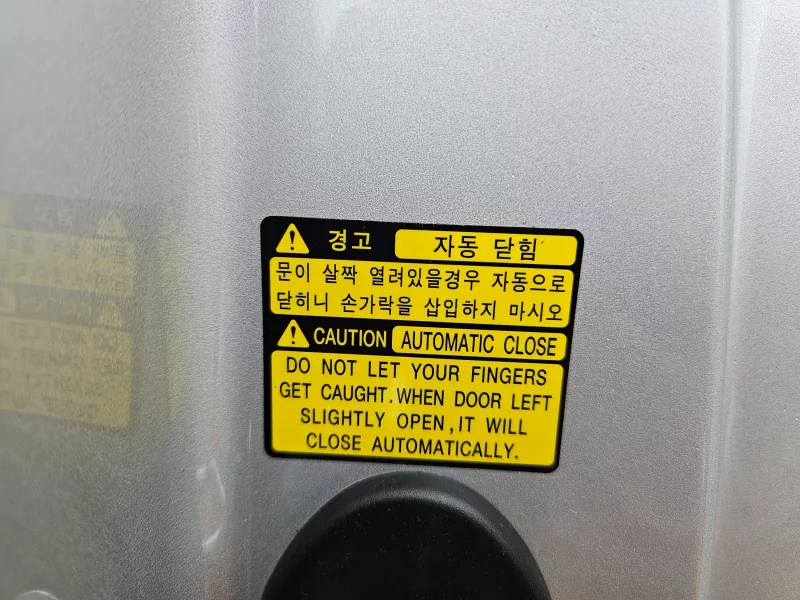 경고 자동 닫힘
문이 살짝 열려있을경우 자동으로
닫히니 손가락을 삽입하지 마시오
CAUTION AUTOMATIC CLOSE
DO NOT LET YOUR FINGERS
GET CAUGHT.WHEN DOOR LEFT
SLIGHTLY OPEN,IT WILL
CLOSE AUTOMATICALLY.